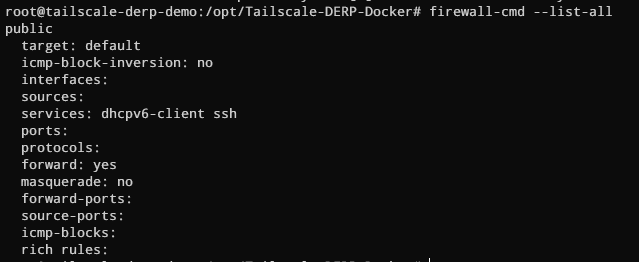 root@tailscale-derp-demo:/opt/Tailscale-DERP-Docker# firewall-cmd --list-all
public
  target: default
  icmp-block-inversion: no
  interfaces:
  sources:
  services: dhcpv6-client ssh
  ports:
  protocols:
  forward: yes
  masquerade: no
  forward-ports:
  source-ports:
  icmp-blocks:
  rich rules: